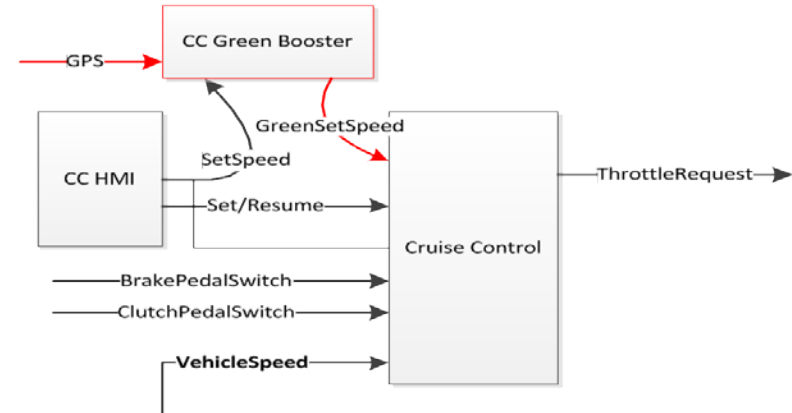 CC Green Booster
GPS
GreenSetSpeed
SetSpeed
CC HMI
ThrottleRequest
Set/Resume
Cruise Control
BrakePedalSwitch
ClutchPedalSwitch
VehicleSpeed